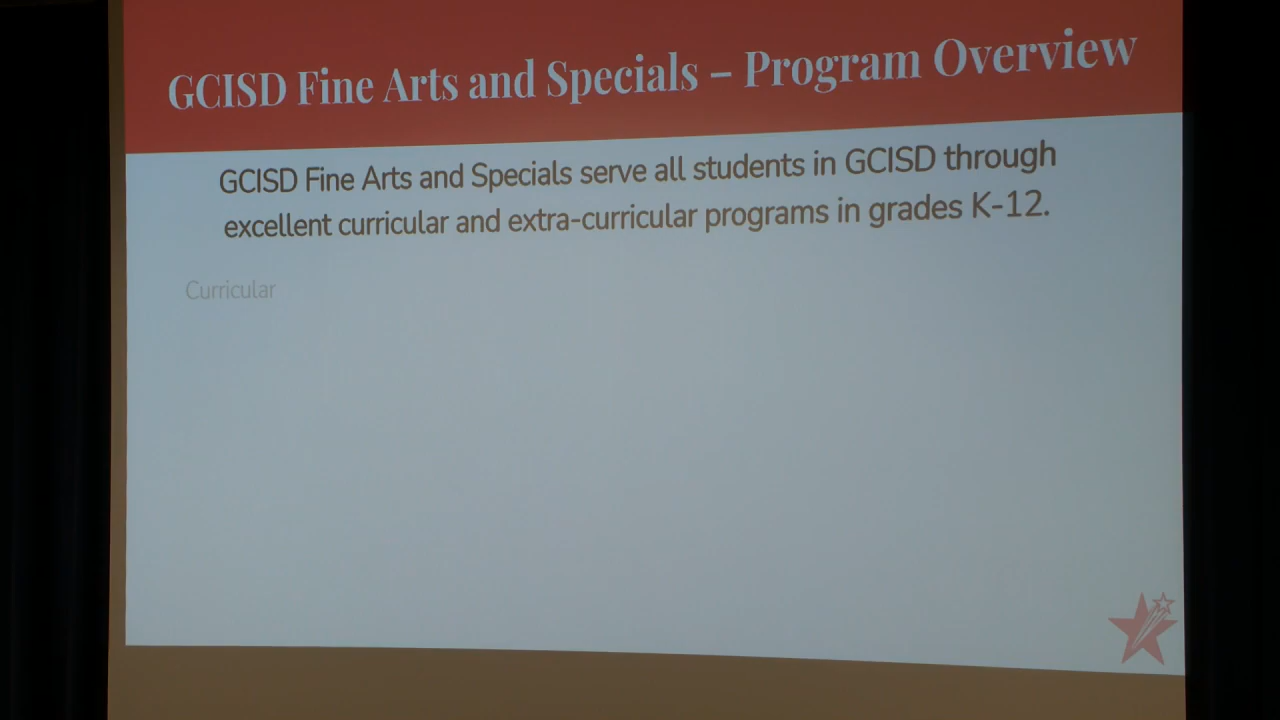 GCISD Fine Arts and Specials – Program Overview
GCISD Fine Arts and Specials serve all students in GCISD through
excellent curricular and extra-curricular programs in grades K-12.
Curricular